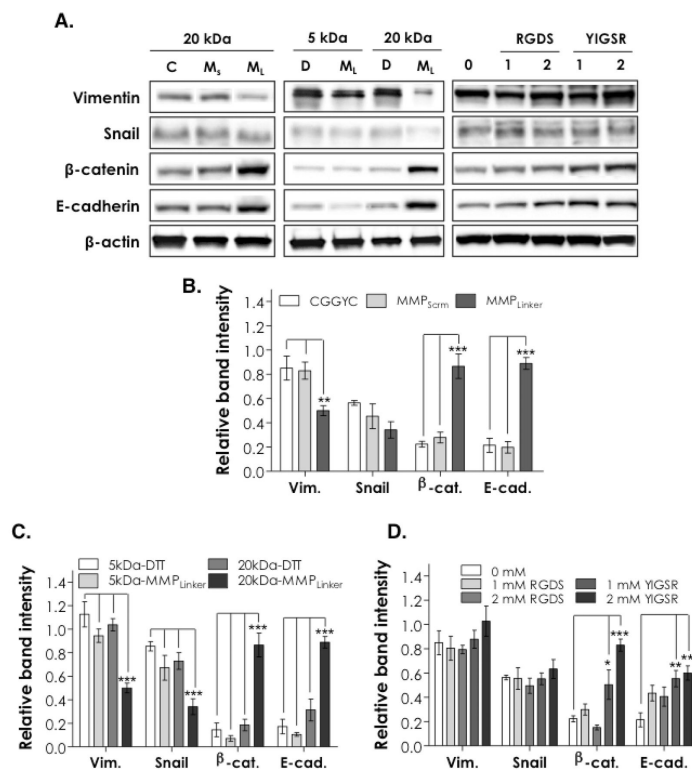 A.
20 kDa
5 kDa 20 kDa
RGDS YIGSR
C Ms ML
D ML D ML
0 1 2 1 2
Vimentin
Snail
β-catenin
E-cadherin
β-actin
B.
CGGYC MMPScrm MMPLinker
Relative band intensity
1.4
1.2
1.0
0.8
0.6
0.4
0.2
0.0
**
***
***
Vim. Snail β-cat. E-cad.
C.
5kDa-DTT 20kDa-DTT
5kDa-MMPLinker 20kDa-MMPLinker
Relative band intensity
1.4
1.2
1.0
0.8
0.6
0.4
0.2
0
***
***
***
***
Vim. Snail β-cat. E-cad.
D.
0 mM
1 mM RGDS 1 mM YIGSR
2 mM RGDS 2 mM YIGSR
Relative band intensity
1.4
1.2
1.0
0.8
0.6
0.4
0.2
0.0
*
***
**
**
Vim. Snail β-cat. E-cad.